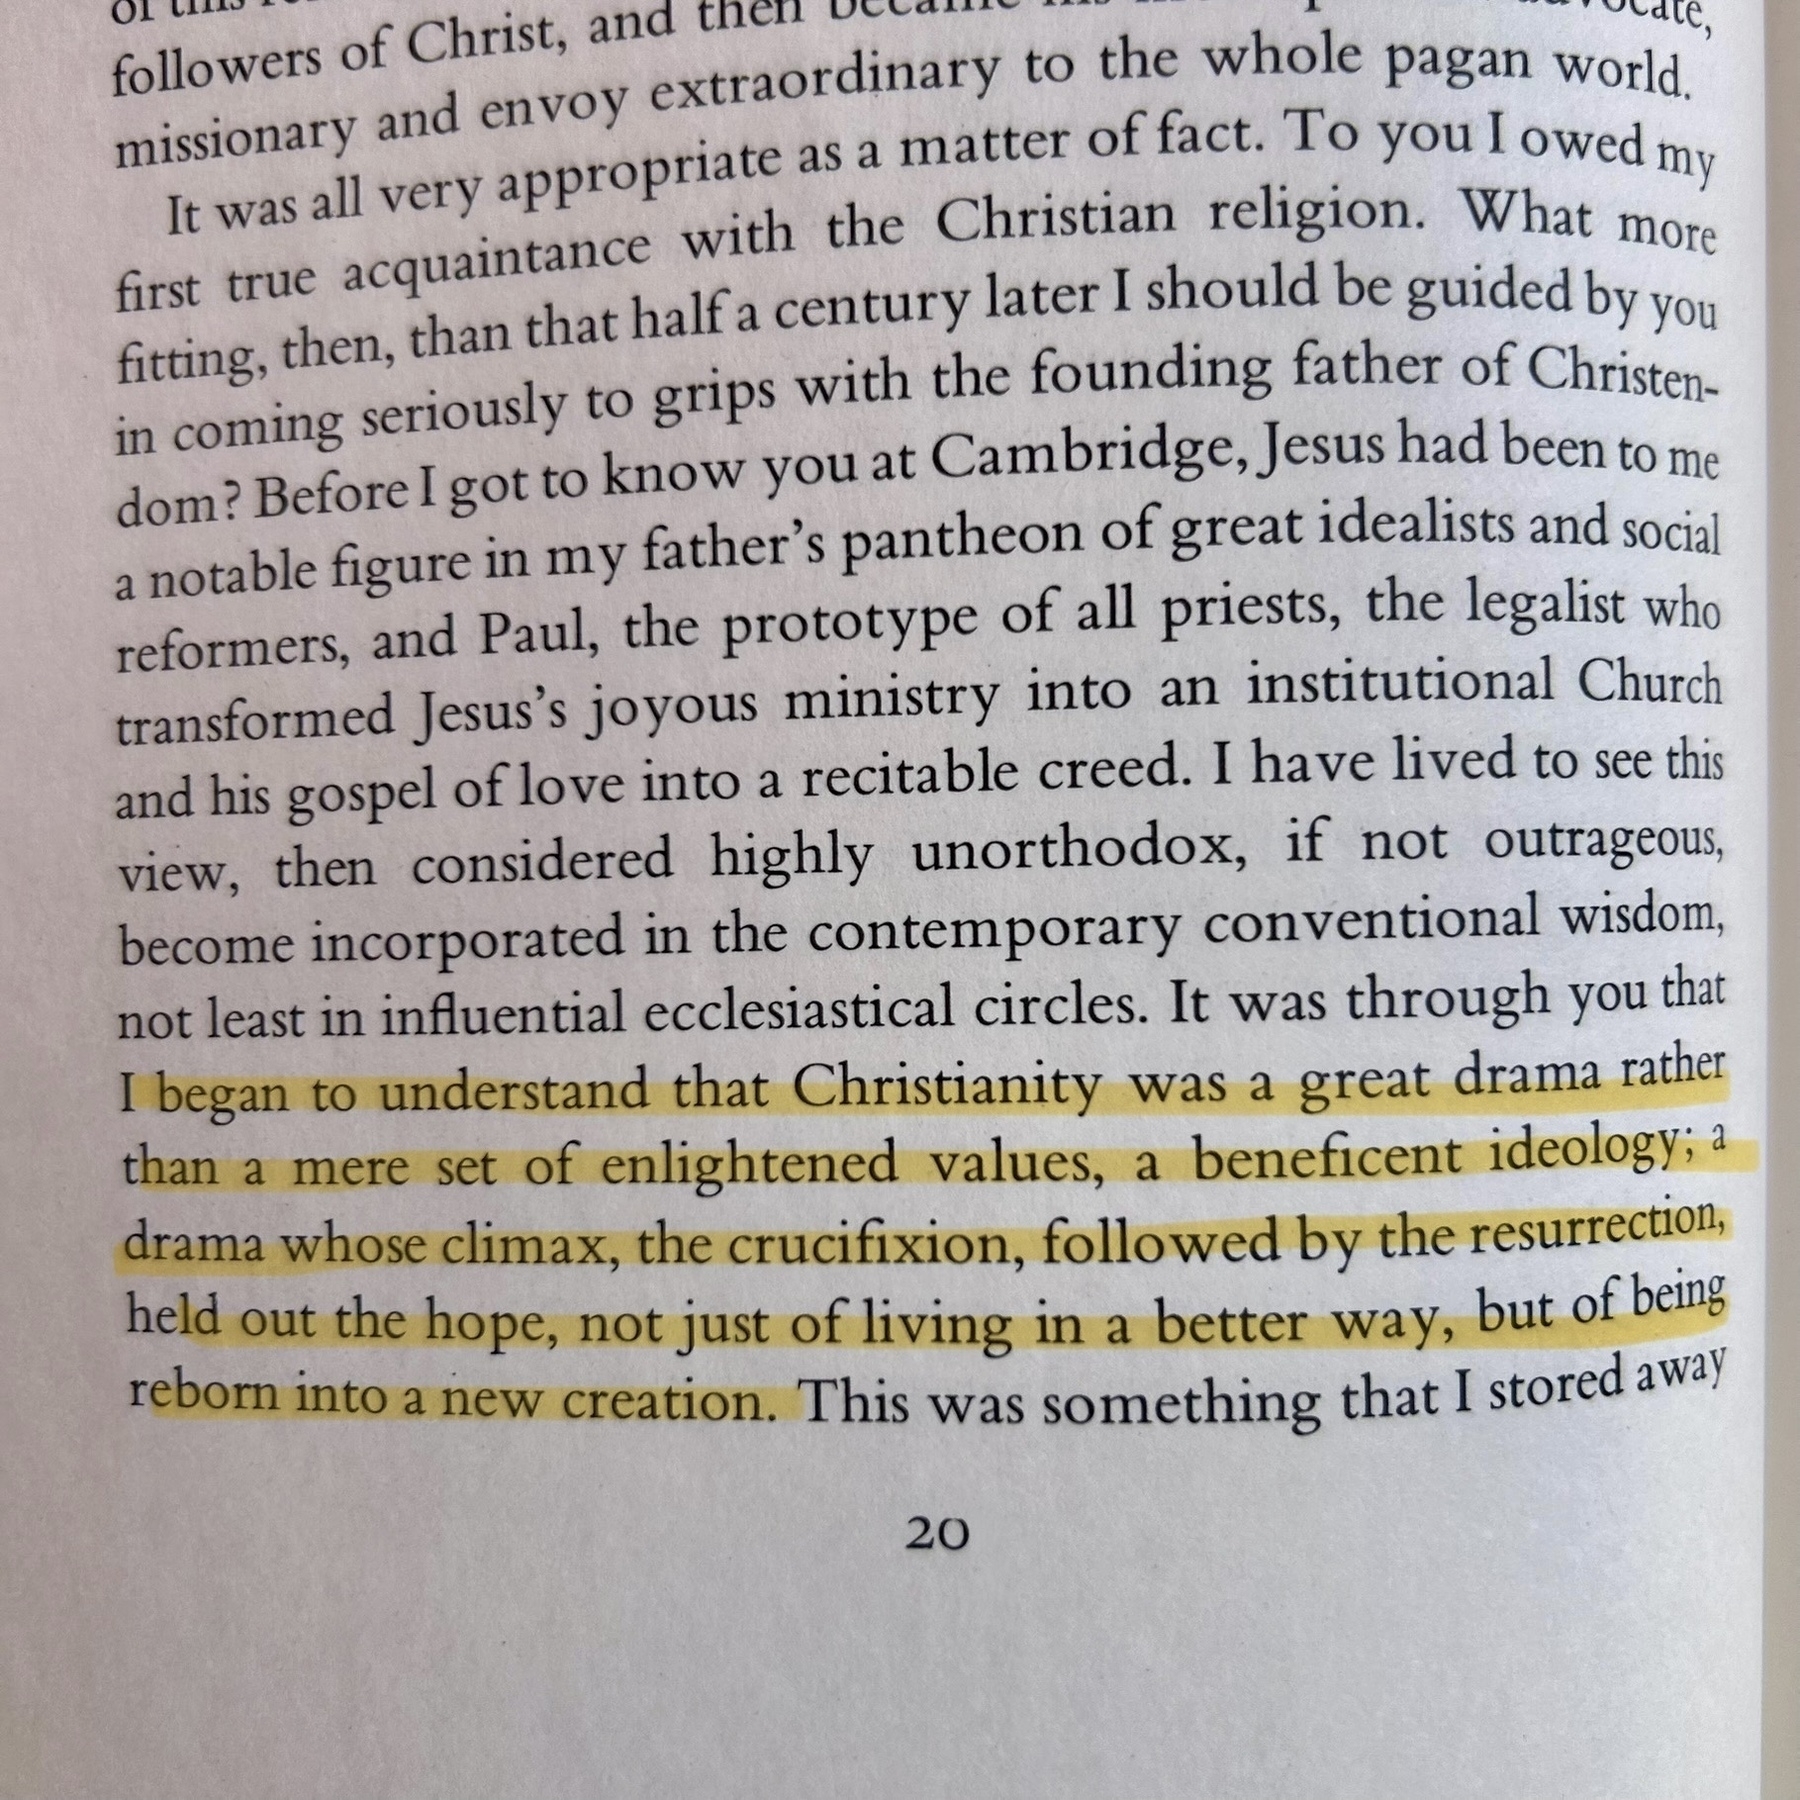 of this
followers of Christ, and then became his advocate,
missionary and envoy extraordinary to the whole pagan world.
It was all very appropriate as a matter of fact. To you I owed my
first true acquaintance with the Christian religion. What more
fitting, then, than that half a century later I should be guided by you
in coming seriously to grips with the founding father of Christen-
dom? Before I got to know you at Cambridge, Jesus had been to me
a notable figure in my father's pantheon of great idealists and social
reformers, and Paul, the prototype of all priests, the legalist who
transformed Jesus's joyous ministry into an institutional Church
and his gospel of love into a recitable creed. I have lived to see this
view, then considered highly unorthodox, if not outrageous,
become incorporated in the contemporary conventional wisdom,
not least in influential ecclesiastical circles. It was through you that
I began to understand that Christianity was a great drama rather
than a mere set of enlightened values, a beneficent ideology; a
drama whose climax, the crucifixion, followed by the resurrection,
held out the hope, not just of living in a better way, but of being
reborn into a new creation. This was something that I stored away
20